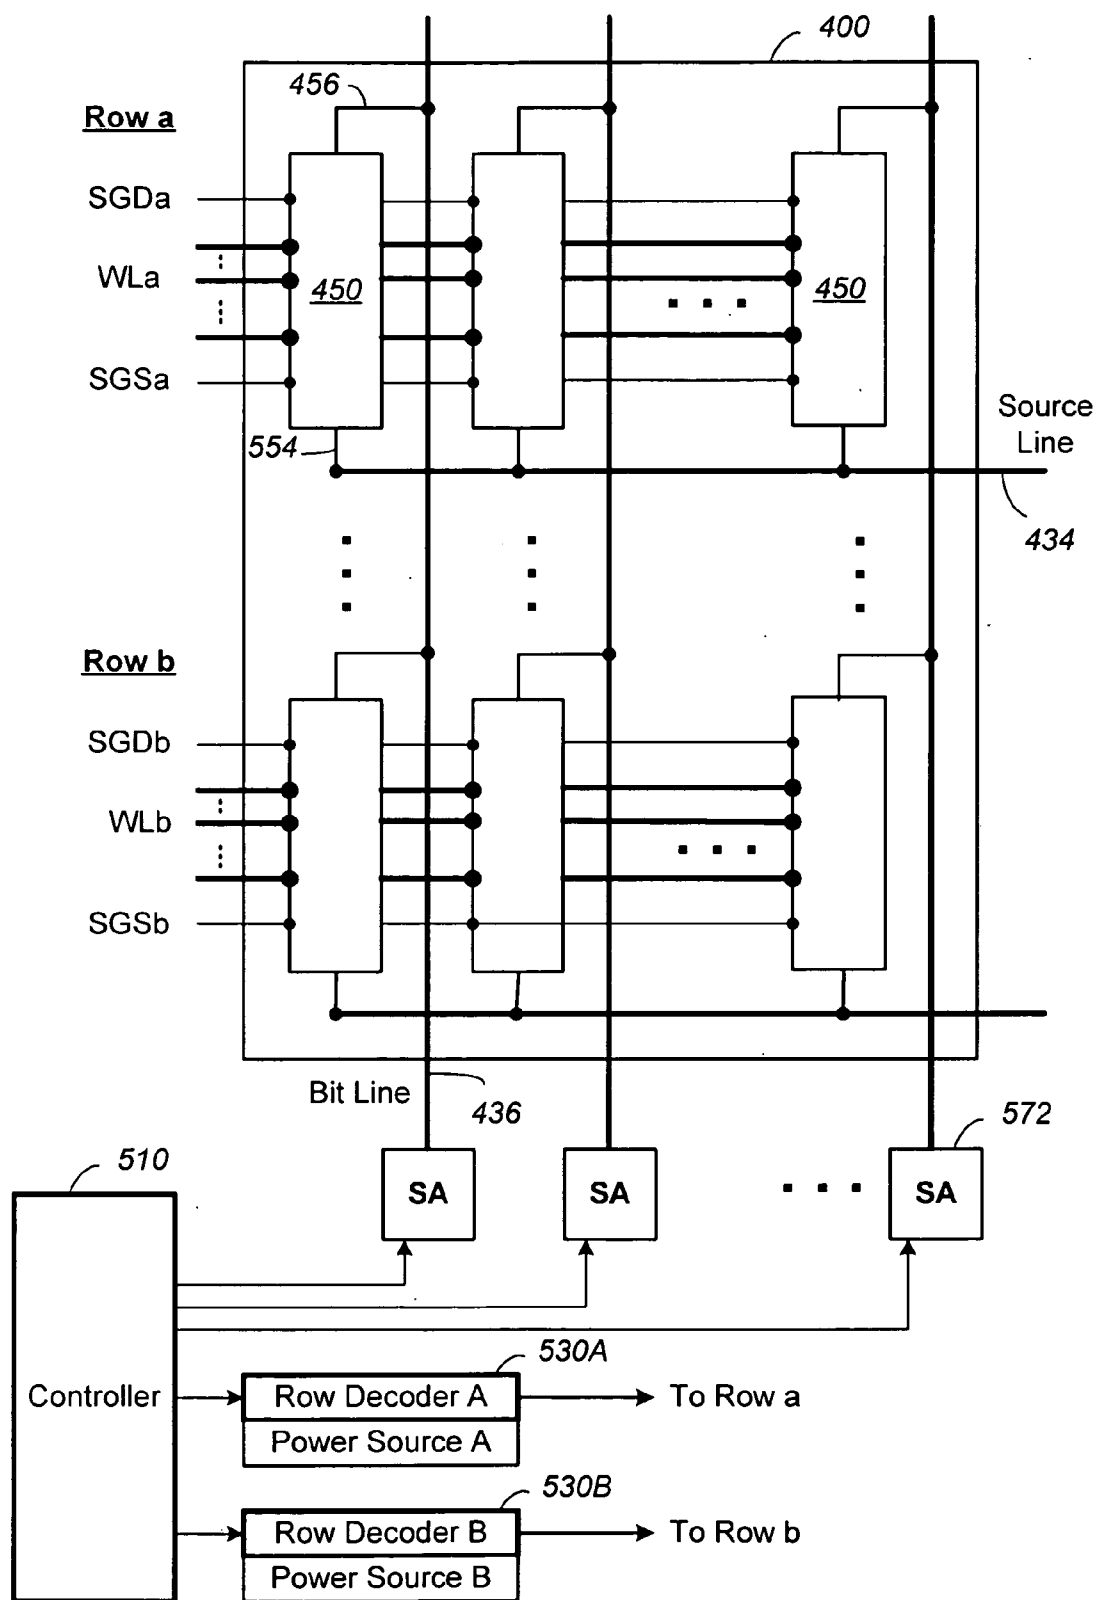 400
456
Row a
SGDa
WLa
450
450
SGSa
554
Source
Line
434
Row b
SGDb
WLb
SGSb
Bit Line
436
572
510
SA
SA
SA
530A
Controller
Row Decoder A
To Row a
Power Source A
530B
Row Decoder B
To Row b
Power Source B